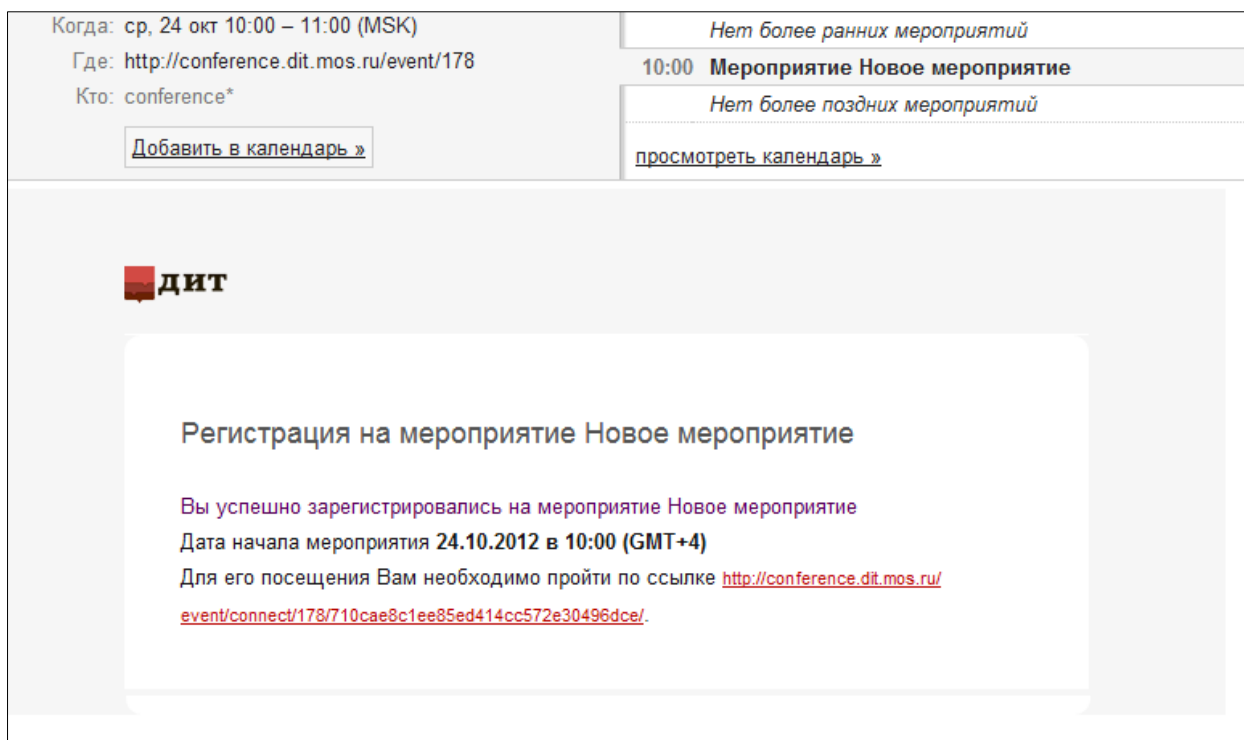 Когда: ср, 24 окт 10:00 – 11:00 (MSK)
Где: http://conference.dit.mos.ru/event/178
Кто: conference*
Добавить в календарь »
Нет более ранних мероприятий
10:00 Мероприятие Новое мероприятие
Нет более поздних мероприятий
просмотреть календарь »
дит
Регистрация на мероприятие Новое мероприятие
Вы успешно зарегистрировались на мероприятие Новое мероприятие
Дата начала мероприятия 24.10.2012 в 10:00 (GMT+4)
Для его посещения Вам необходимо пройти по ссылке http://conference.dit.mos.ru/
event/connect/178/710cae8c1ee85ed414cc572e30496dce/.